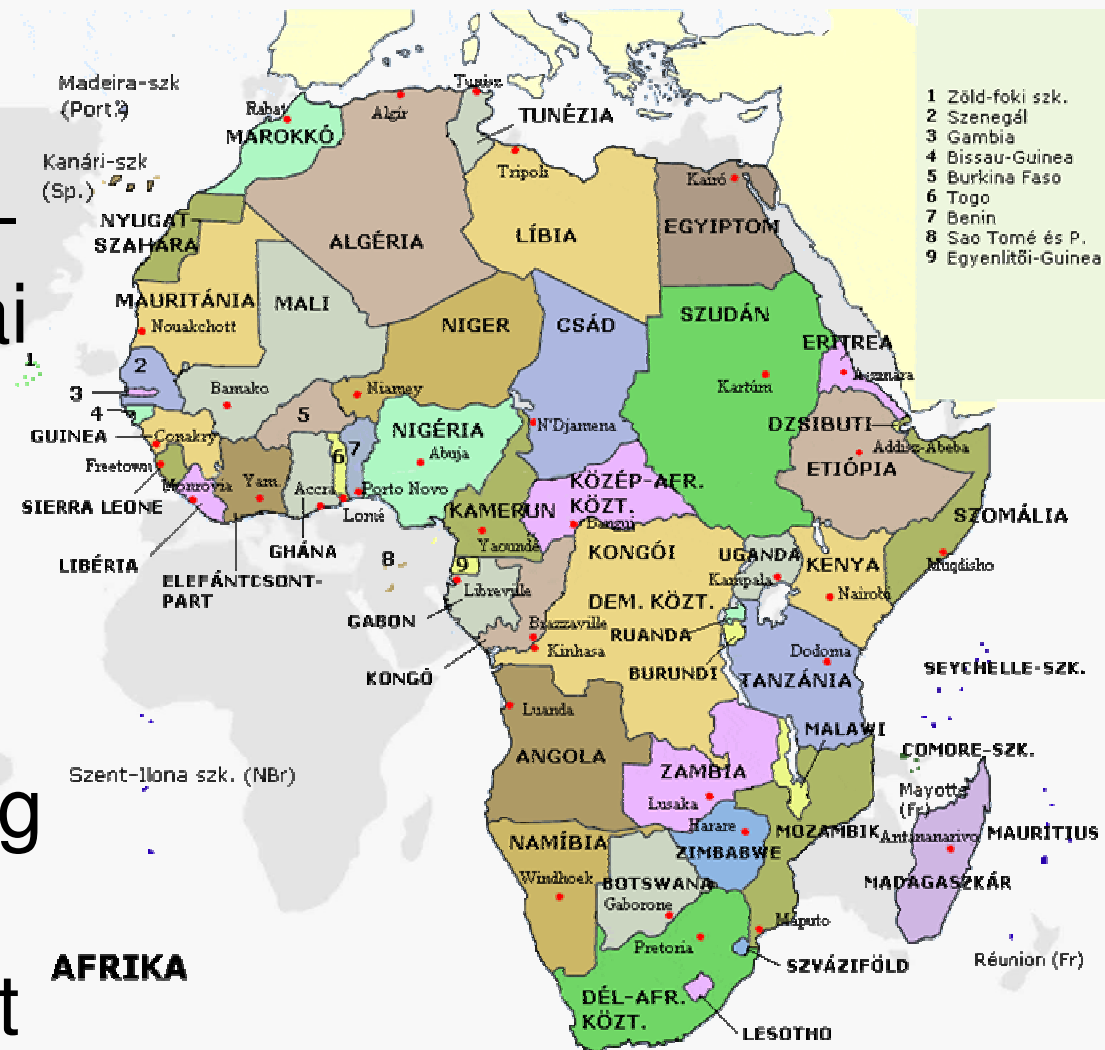 Madeira-szk
(Port.)
Kanári-szk
(Sp.)
Rabat
MAROKKÓ
Algír
Tunisz
TUNÉZIA
Tripoli
Kairó
EGYIPTOM
NYUGAT-
SZAHARA
ALGÉRIA
LÍBIA
1 Zöld-foki szk.
2 Szenegál
3 Gambia
4 Bissau-Guinea
5 Burkina Faso
6 Togo
7 Benin
8 Sao Tomé és P.
9 Egyenlitői-Guinea
-
ai
MAURITÁNIA
Nouakchott
MALI
NIGER
CSÁD
SZUDÁN
ERITREA
Aszmara
Kartúm
1
2
3
4
Bamako
Niamey
5
6
7
NIGÉRIA
Abuja
N'Djamena
DZSIBUTI
Addisz-Abeba
ETIÓPIA
GUINEA
Conakry
Freetown
SIERRA LEONE
Monrovia
LIBÉRIA
Yam
ELEFÁNTCSONT-
PART
Accra
GHÁNA
Lomé
Porto Novo
KAMERUN
Yaoundé
KÖZÉP-AFR.
KÖZT.
Bangui
SZOMÁLIA
Muqdisho
8
9
Libreville
GABON
KONGÓ
Brazzaville
Kinhasa
KONGÓI
DEM. KÖZT.
UGANDA
Kampala
KENYA
Nairobi
RUANDA
BURUNDI
Dodoma
TANZÁNIA
SEYCHELLE-SZK.
Luanda
ANGOLA
MALAWI
COMORE-SZK.
Mayotte
(Fr)
ZAMBIA
Lusaka
Szent-Ilona szk. (NBr)
g
Harare
ZIMBABWE
MOZAMBIK
Antananarivo
MAURITIUS
MADAGASZKÁR
NAMÍBIA
Windhoek
BOTSWANA
Gaborone
Maputo
Pretoria
SZVÁZIFÖLD
Réunion (Fr)
AFRIKA
t
DÉL-AFR.
KÖZT.
LESOTHO